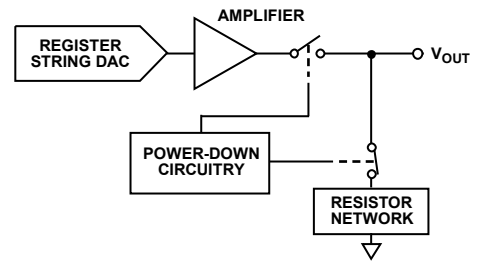 AMPLIFIER
REGISTER
STRING DAC
VOUT
POWER-DOWN
CIRCUITRY
RESISTOR
NETWORK